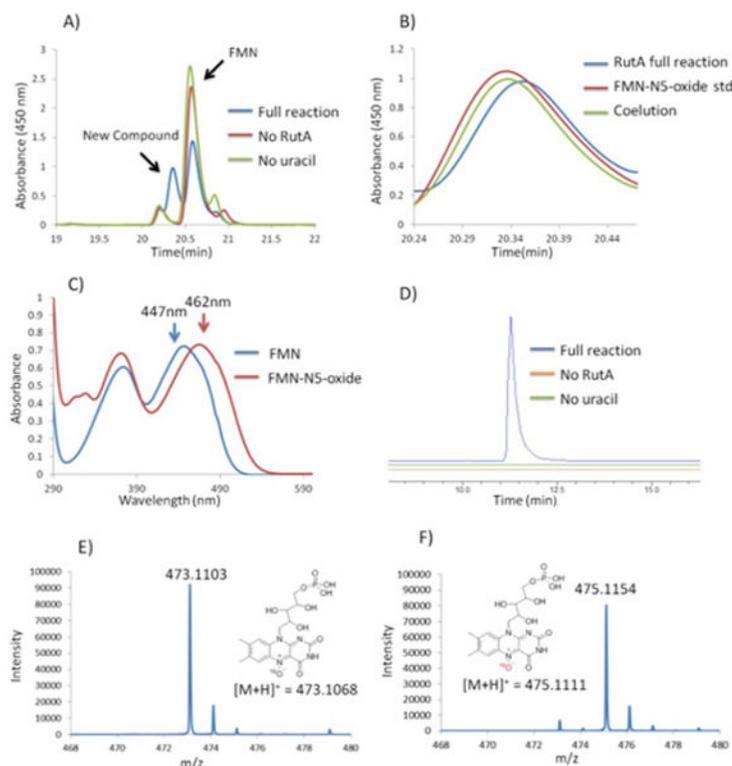 A)
FMN
New Compound
Absorbance (450 nm)
3
2.5
2
1.5
1
0.5
0
19 19.5 20 20.5 21 21.5 22
Time(min)
Full reaction
No RutA
No uracil
B)
Absorbance (450 nm)
1.2
1
0.8
0.6
0.4
0.2
0
20.24 20.29 20.34 20.39 20.44
Time(min)
RutA full reaction
FMN-N5-oxide std
Coelution
C)
447nm
462nm
Absorbance
1
0.9
0.8
0.7
0.6
0.5
0.4
0.3
0.2
0.1
0
290 390 490 590
Wavelength (nm)
FMN
FMN-N5-oxide
D)
Full reaction
No RutA
No uracil
10.0 12.5 15.0
Time (min)
E)
473.1103
Intensity
100000
90000
80000
70000
60000
50000
40000
30000
20000
10000
0
468 470 472 474 476 478 480
m/z
[M+H]+ = 473.1068
F)
475.1154
Intensity
100000
90000
80000
70000
60000
50000
40000
30000
20000
10000
0
468 470 472 474 476 478 480
m/z
[M+H]+ = 475.1111